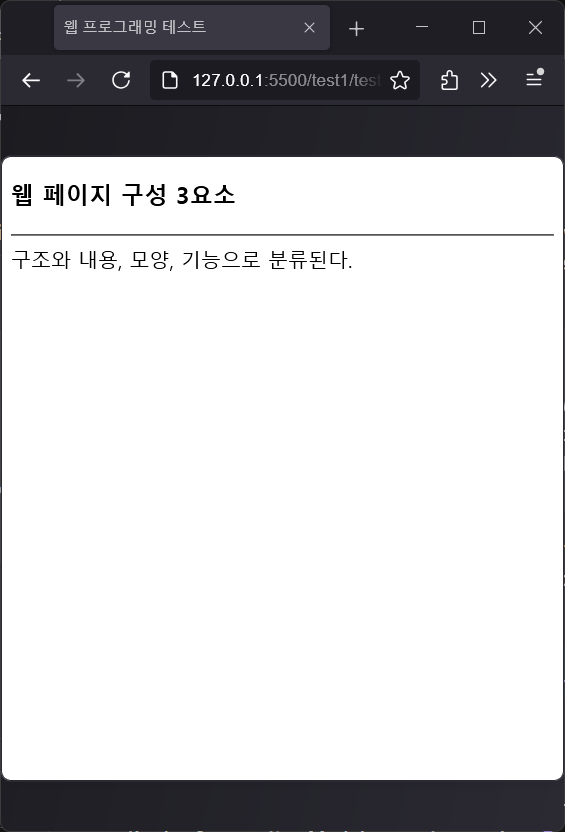 웹 프로그래밍 테스트
127.0.0.1:5500/test1/test
웹 페이지 구성 3요소
구조와 내용, 모양, 기능으로 분류된다.